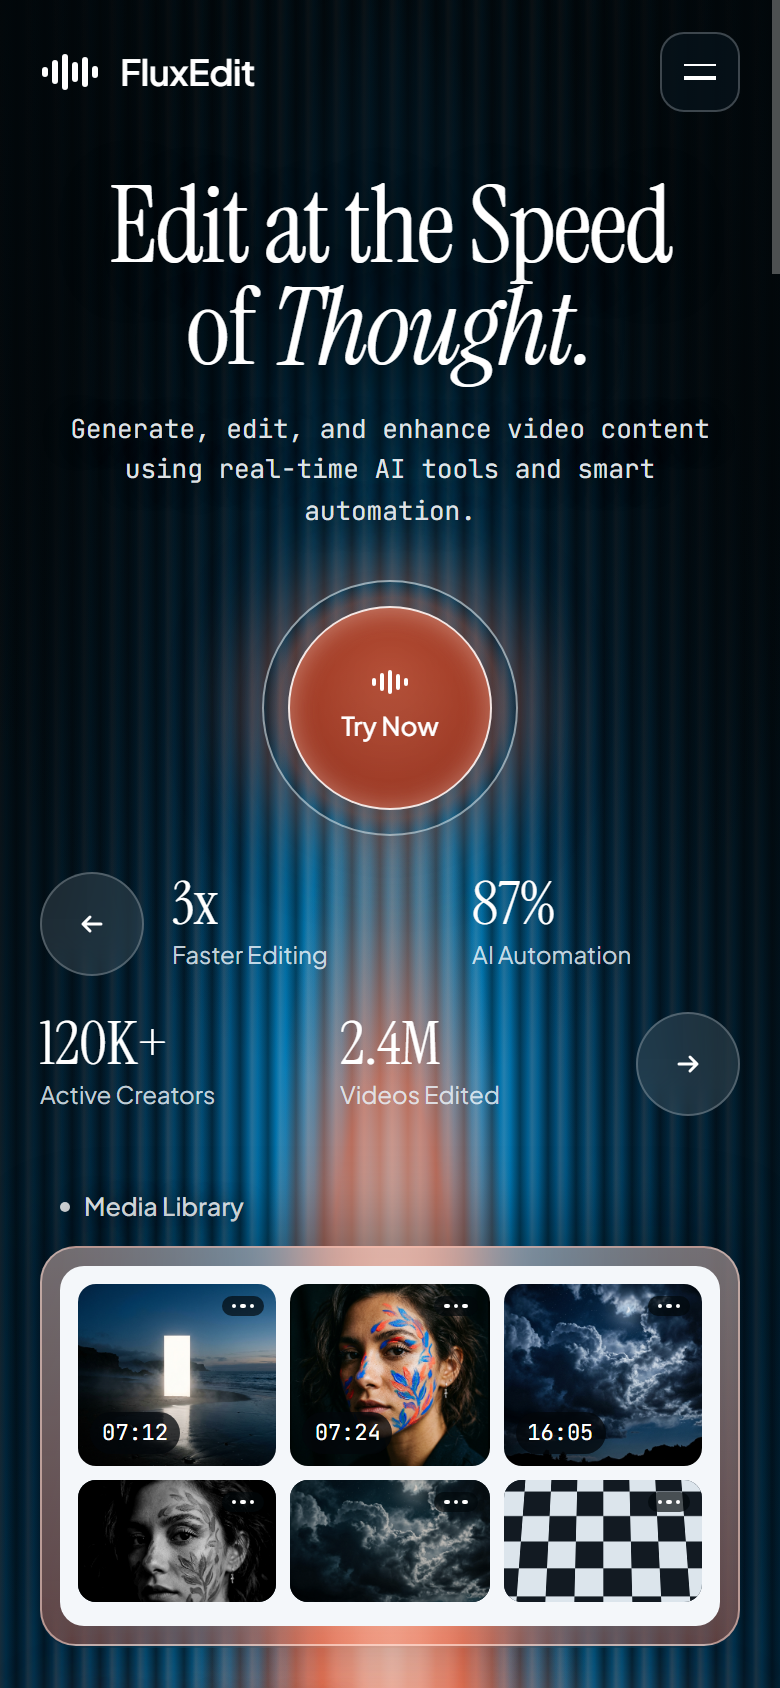 FluxEdit
Edit at the Speed
of Thought.
Generate, edit, and enhance video content
using real-time AI tools and smart
automation.
Try Now
3x
Faster Editing
87%
AI Automation
120K+
Active Creators
2.4M
Videos Edited
Media Library
07:12
07:24
16:05